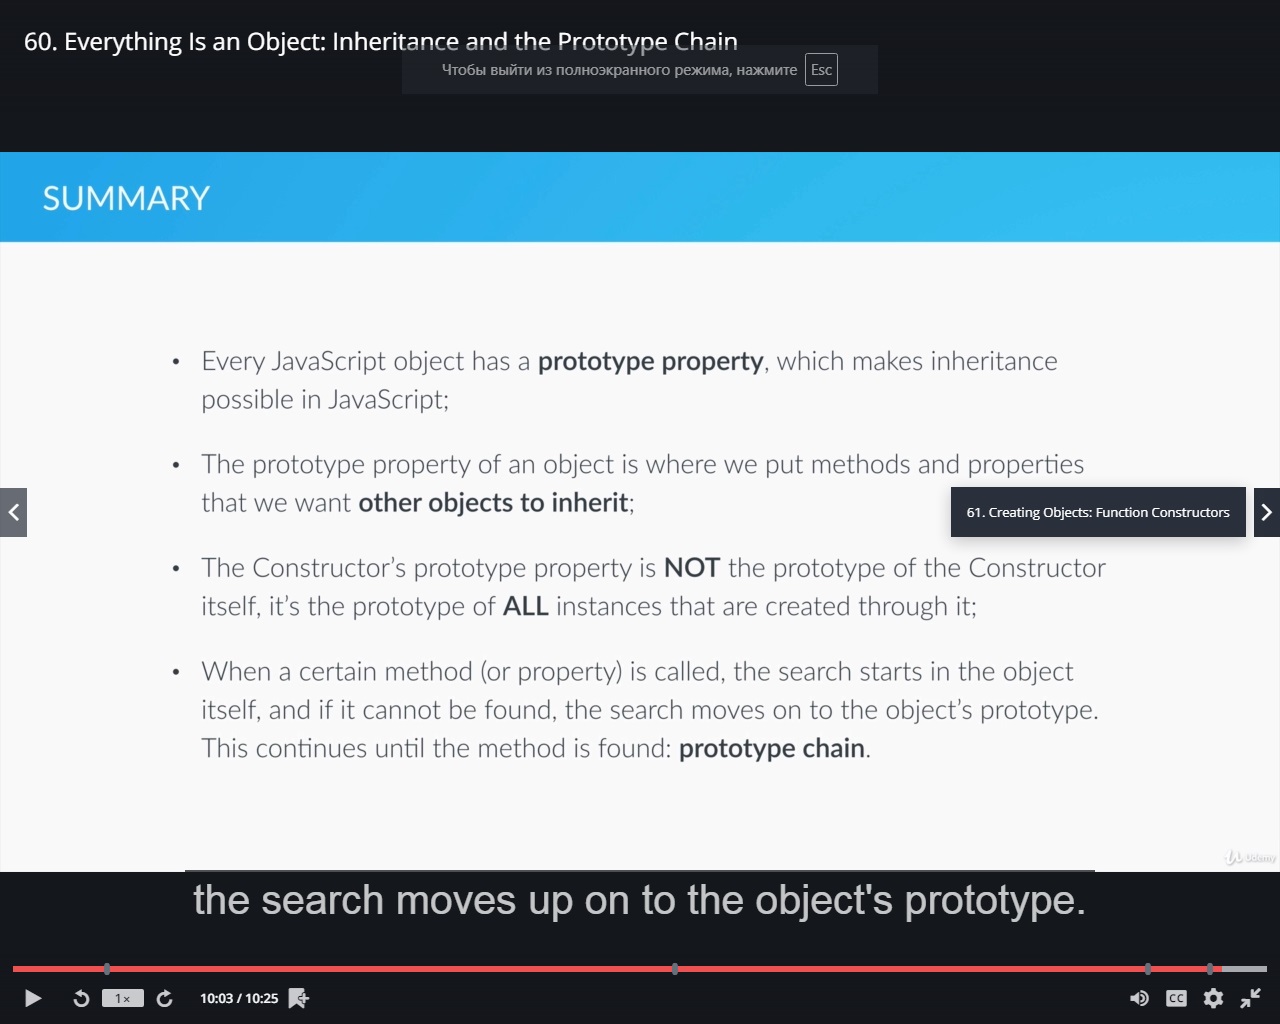 60. Everything Is an Object: Inheritance and the Prototype Chain
Чтобы выйти из полноэкранного режима, нажмите Esc
SUMMARY
• Every JavaScript object has a prototype property, which makes inheritance
possible in JavaScript;
• The prototype property of an object is where we put methods and properties
that we want other objects to inherit;
61. Creating Objects: Function Constructors
• The Constructor's prototype property is NOT the prototype of the Constructor
itself, it's the prototype of ALL instances that are created through it;
• When a certain method (or property) is called, the search starts in the object
itself, and if it cannot be found, the search moves on to the object's prototype.
This continues until the method is found: prototype chain.
Udemy
the search moves up on to the object's prototype.
1x
10:03 / 10:25
CC